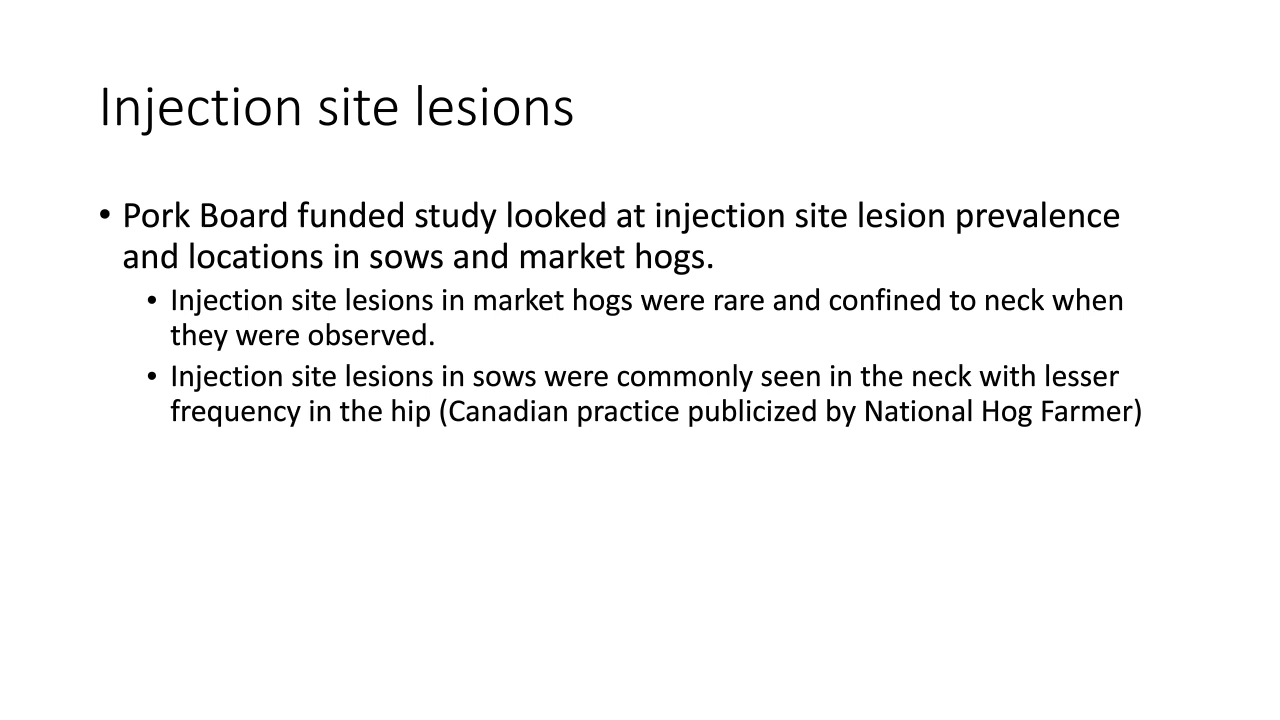 Injection site lesions
• Pork Board funded study looked at injection site lesion prevalence
and locations in sows and market hogs.
• Injection site lesions in market hogs were rare and confined to neck when
they were observed.
• Injection site lesions in sows were commonly seen in the neck with lesser
frequency in the hip (Canadian practice publicized by National Hog Farmer)